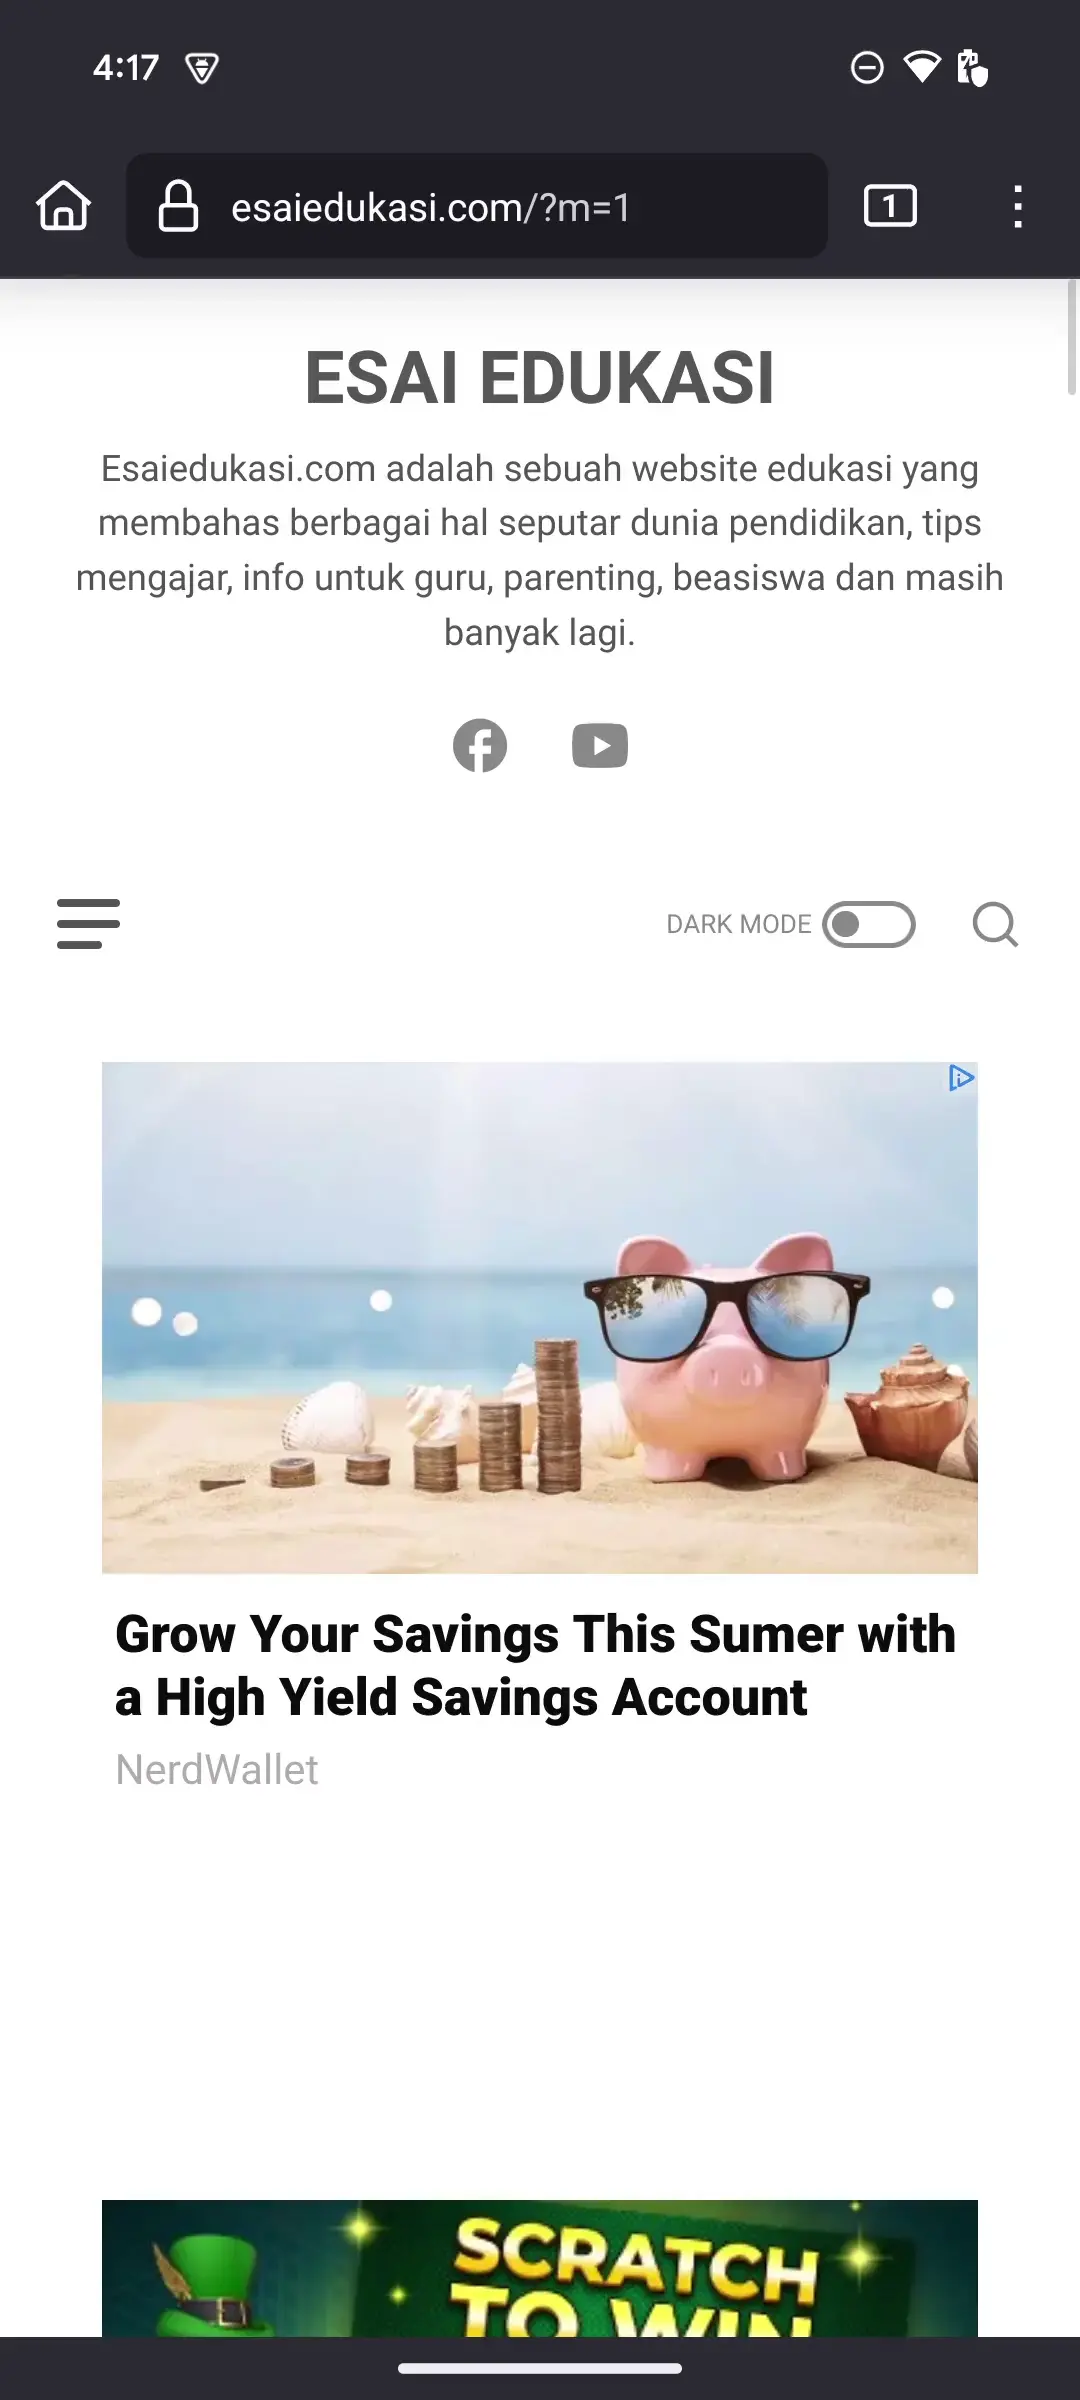 4:17
esaiedukasi.com/?m=1
1
ESAI EDUKASI
Esaiedukasi.com adalah sebuah website edukasi yang
membahas berbagai hal seputar dunia pendidikan, tips
mengajar, info untuk guru, parenting, beasiswa dan masih
banyak lagi.
DARK MODE
Grow Your Savings This Sumer with
a High Yield Savings Account
NerdWallet
SCRATCH
TO WIN